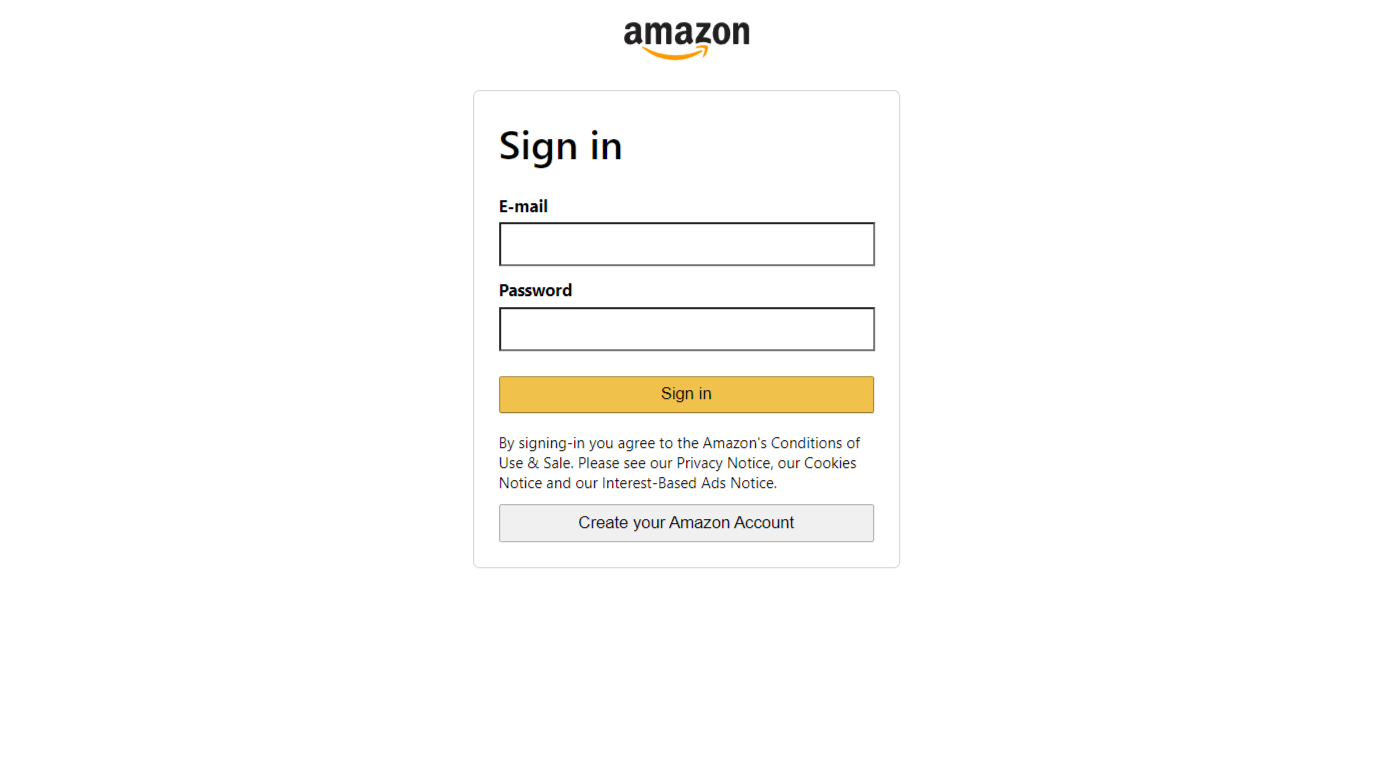 amazon
Sign in
E-mail
Password
Sign in
By signing-in you agree to the Amazon's Conditions of
Use & Sale. Please see our Privacy Notice, our Cookies
Notice and our Interest-Based Ads Notice.
Create your Amazon Account